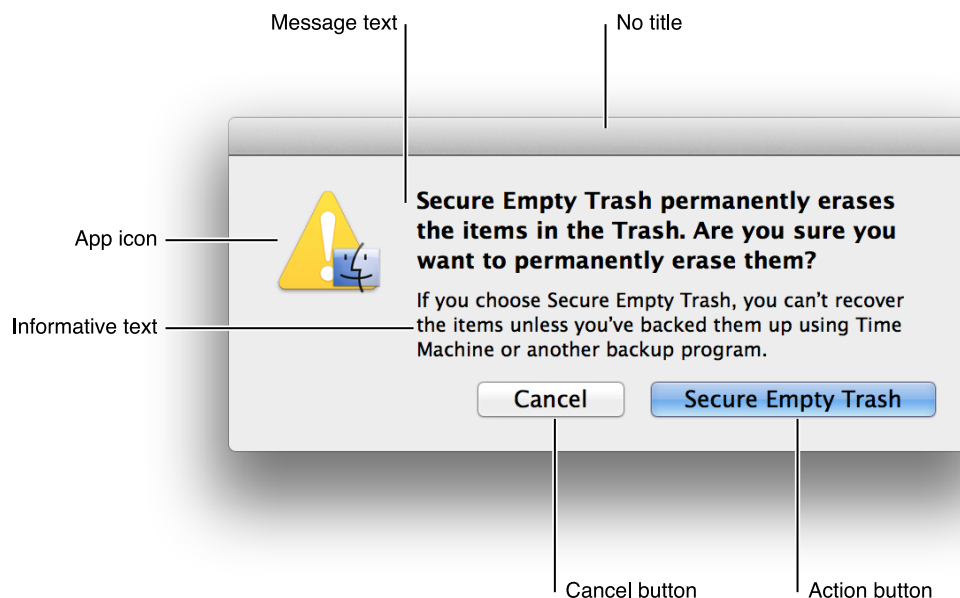 Message text
No title
App icon
Secure Empty Trash permanently erases
the items in the Trash. Are you sure you
want to permanently erase them?
Informative text
If you choose Secure Empty Trash, you can’t recover
the items unless you’ve backed them up using Time
Machine or another backup program.
Cancel
Secure Empty Trash
Cancel button
Action button